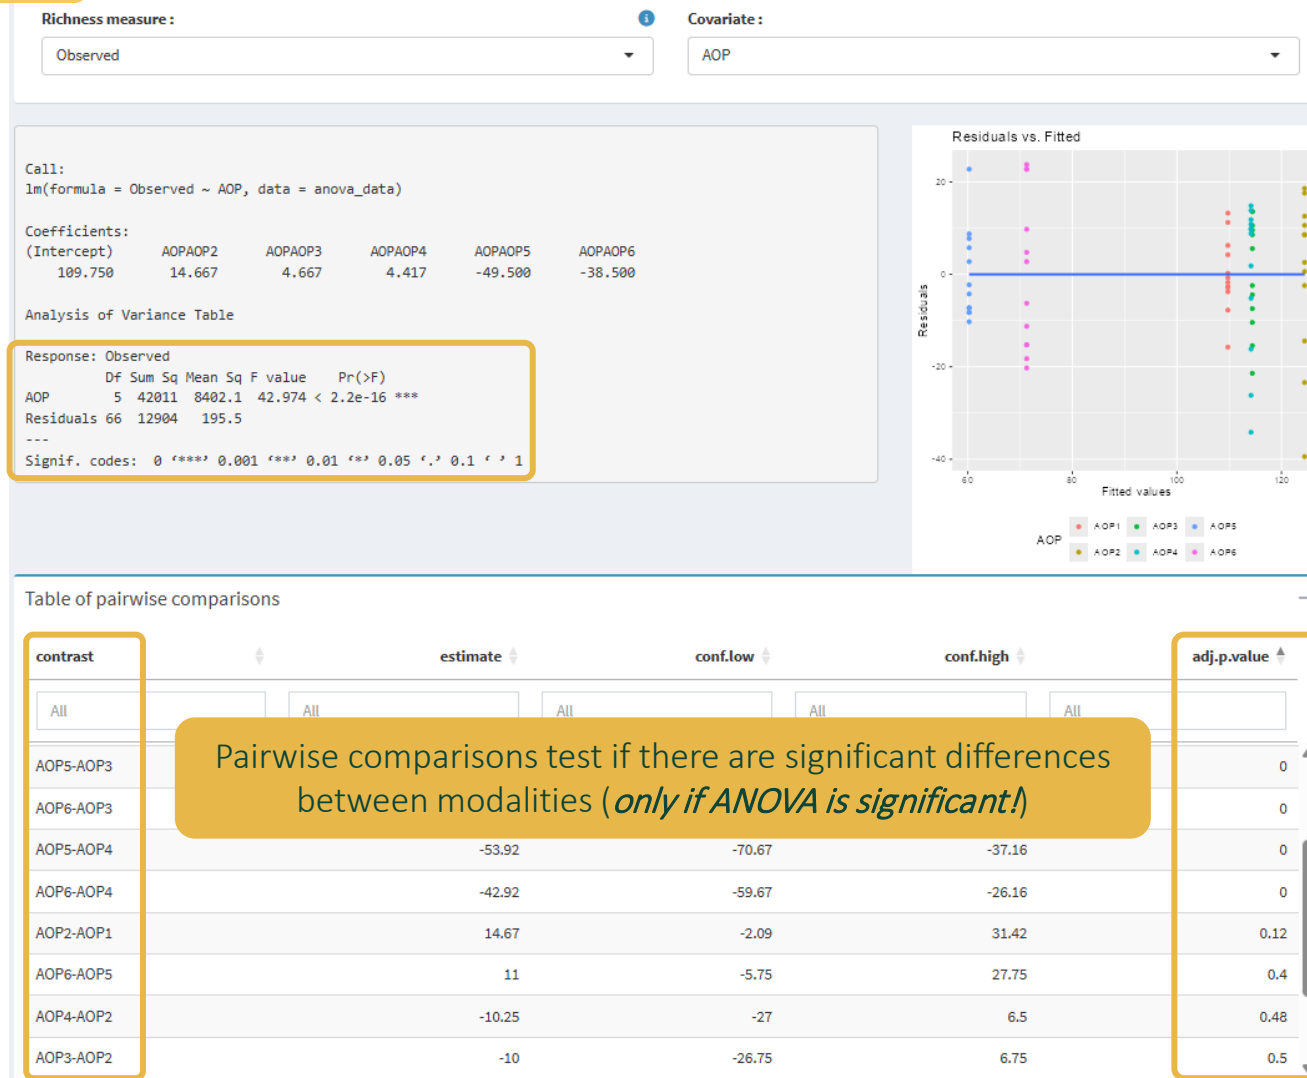 Richness measure :
Covariate :
Observed
AOP
Call:
lm(formula = Observed ~ AOP, data = anova_data)
Coefficients:
(Intercept) AOPAOP2 AOPAOP3 AOPAOP4 AOPAOP5 AOPAOP6
109.750 14.667 4.667 4.417 -49.500 -38.500
Analysis of Variance Table
Response: Observed
Df Sum Sq Mean Sq F value Pr(>F)
AOP 5 42011 8402.1 42.974 < 2.2e-16 ***
Residuals 66 12904 195.5
---
Signif. codes: 0 ‘***’ 0.001 ‘**’ 0.01 ‘*’ 0.05 ‘.’ 0.1 ‘ ’ 1
Residuals vs. Fitted
20
0
-20
-40
Residuals
60 80 100 120
Fitted values
AOP
AOP1 AOP3 AOP5
AOP2 AOP4 AOP6
Table of pairwise comparisons
contrast estimate conf.low conf.high adj.p.value
All All All All All
Pairwise comparisons test if there are significant differences
between modalities (only if ANOVA is significant!)
AOP5-AOP3 0
AOP6-AOP3 0
AOP5-AOP4 -53.92 -70.67 -37.16 0
AOP6-AOP4 -42.92 -59.67 -26.16 0
AOP2-AOP1 14.67 -2.09 31.42 0.12
AOP6-AOP5 11 -5.75 27.75 0.4
AOP4-AOP2 -10.25 -27 6.5 0.48
AOP3-AOP2 -10 -26.75 6.75 0.5